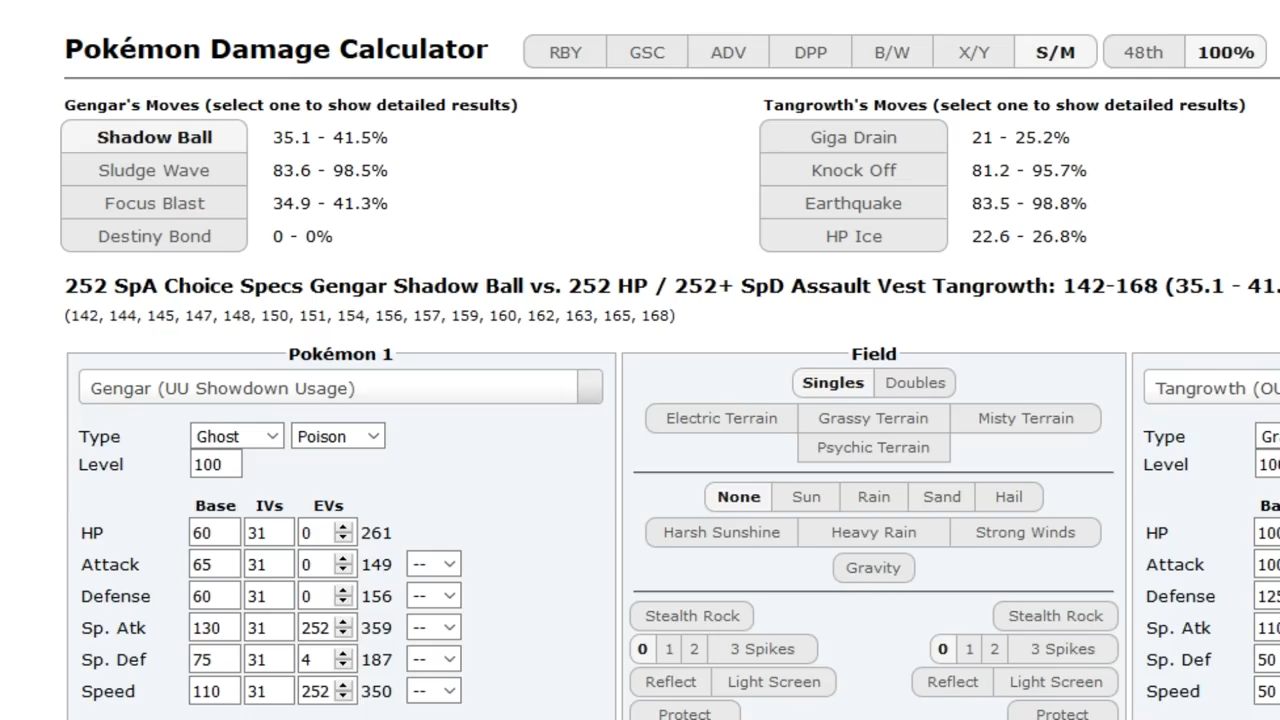 Pokémon Damage Calculator RBY GSC ADV DPP B/W X/Y S/M 48th 100%
Gengar's Moves (select one to show detailed results)
Shadow Ball 35.1 - 41.5%
Sludge Wave 83.6 - 98.5%
Focus Blast 34.9 - 41.3%
Destiny Bond 0 - 0%
Tangrowth's Moves (select one to show detailed results)
Giga Drain 21 - 25.2%
Knock Off 81.2 - 95.7%
Earthquake 83.5 - 98.8%
HP Ice 22.6 - 26.8%
252 SpA Choice Specs Gengar Shadow Ball vs. 252 HP / 252+ SpD Assault Vest Tangrowth: 142-168 (35.1 - 41.
(142, 144, 145, 147, 148, 150, 151, 154, 156, 157, 159, 160, 162, 163, 165, 168)
Pokémon 1
Gengar (UU Showdown Usage)
Type Ghost Poison
Level 100
Base IVs EVs
HP 60 31 0 261
Attack 65 31 0 149 --
Defense 60 31 0 156 --
Sp. Atk 130 31 252 359 --
Sp. Def 75 31 4 187 --
Speed 110 31 252 350 --
Field
Singles Doubles
Electric Terrain Grassy Terrain Misty Terrain
Psychic Terrain
None Sun Rain Sand Hail
Harsh Sunshine Heavy Rain Strong Winds
Gravity
Stealth Rock Stealth Rock
0 1 2 3 Spikes 0 1 2 3 Spikes
Reflect Light Screen Reflect Light Screen
Protect Protect
Tangrowth (OU
Type Gr
Level 100
Ba
HP 100
Attack 100
Defense 125
Sp. Atk 110
Sp. Def 50
Speed 50